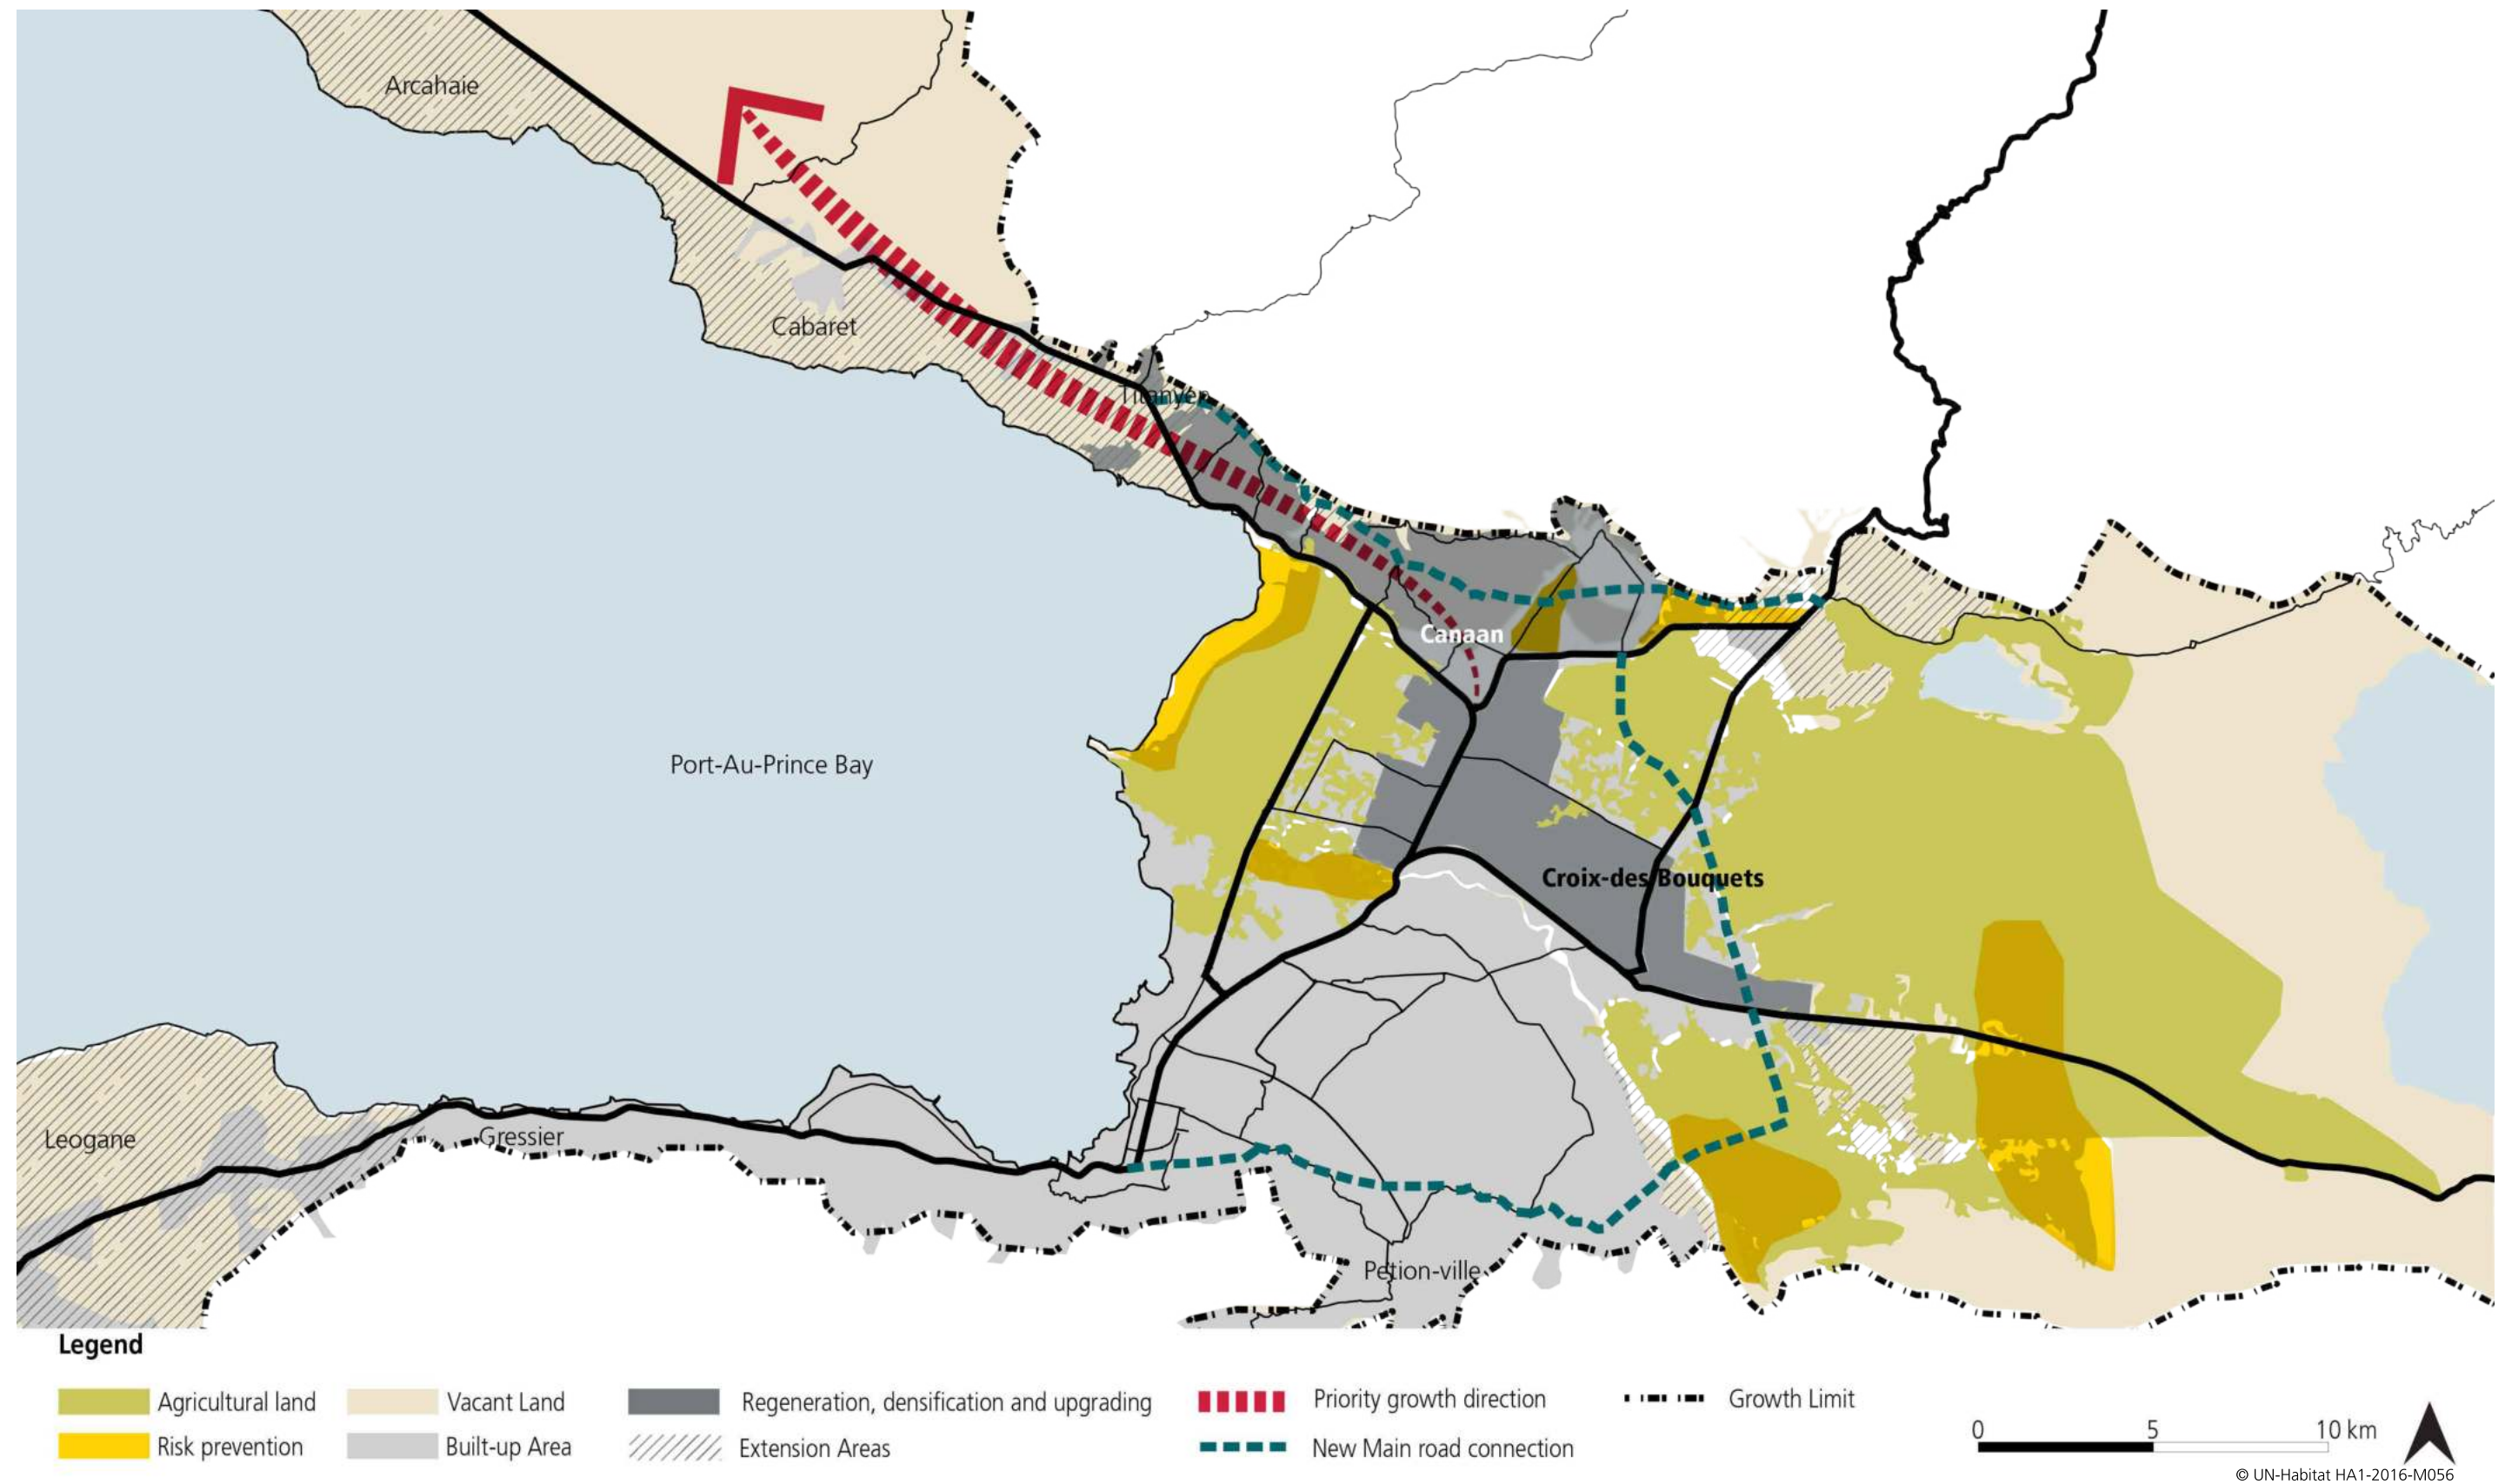 Arcahaie
Cabaret
Titanyen
Canaan
Port-Au-Prince Bay
Croix-des Bouquets
Leogane
Gressier
Petion-ville
Legend
Agricultural land
Vacant Land
Regeneration, densification and upgrading
Priority growth direction
Growth Limit
Risk prevention
Built-up Area
Extension Areas
New Main road connection
0 5 10 km
© UN-Habitat HA1-2016-M056